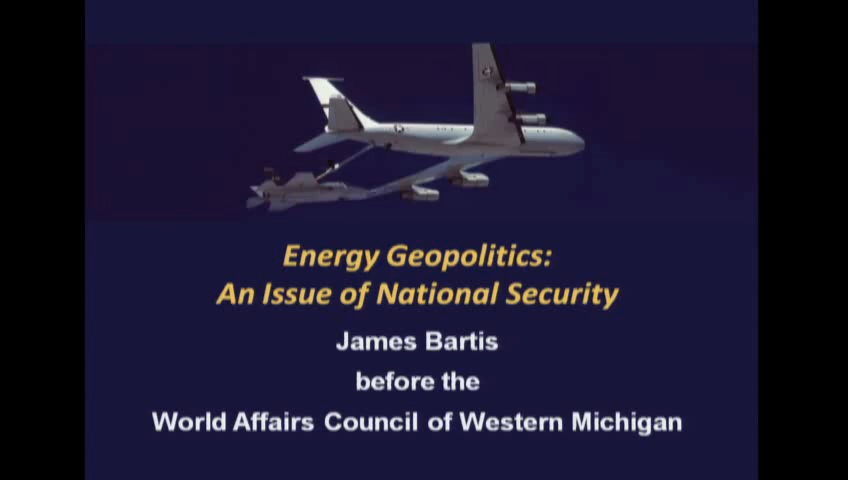 Energy Geopolitics:
An Issue of National Security
James Bartis
before the
World Affairs Council of Western Michigan